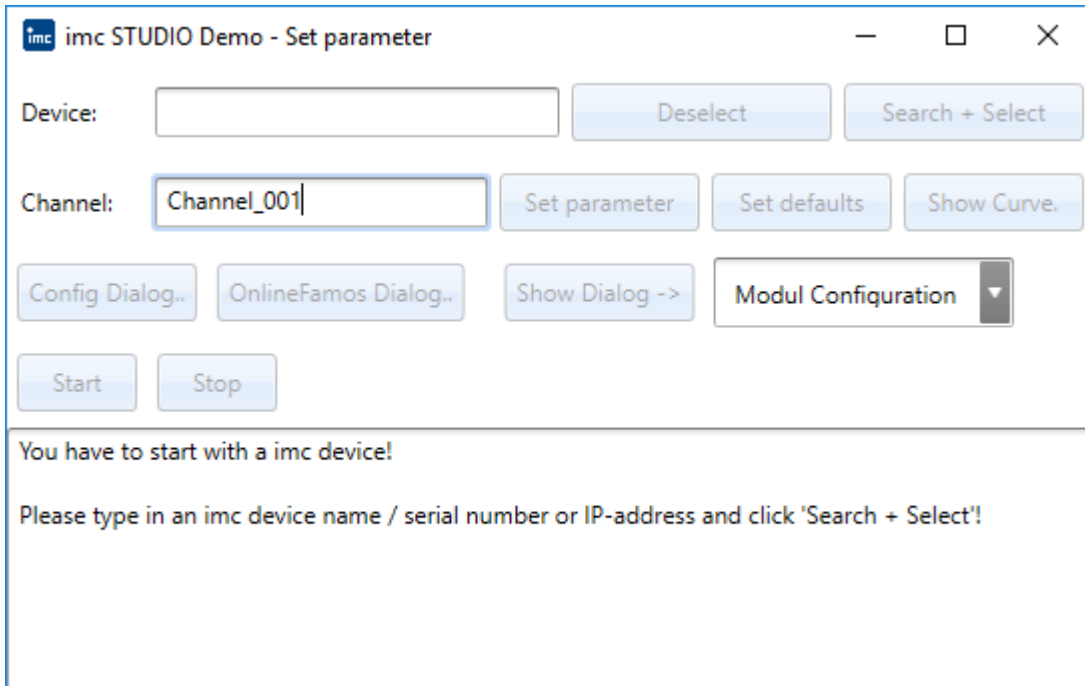 imc imc STUDIO Demo - Set parameter
Device: Deselect Search + Select
Channel: Channel_001 Set parameter Set defaults Show Curve.
Config Dialog.. OnlineFamos Dialog.. Show Dialog -> Modul Configuration
Start Stop
You have to start with a imc device!
Please type in an imc device name / serial number or IP-address and click 'Search + Select'!